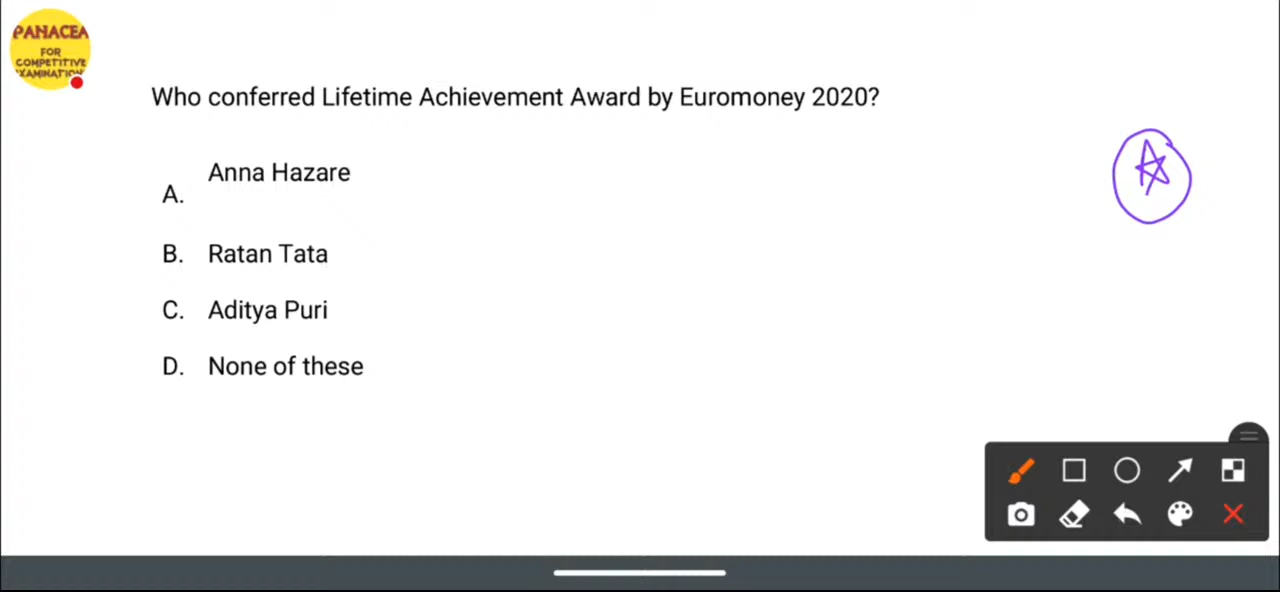 PANACEA
FOR
COMPETITIVE
EXAMINATION
Who conferred Lifetime Achievement Award by Euromoney 2020?
Anna Hazare
A.
B. Ratan Tata
C. Aditya Puri
D. None of these